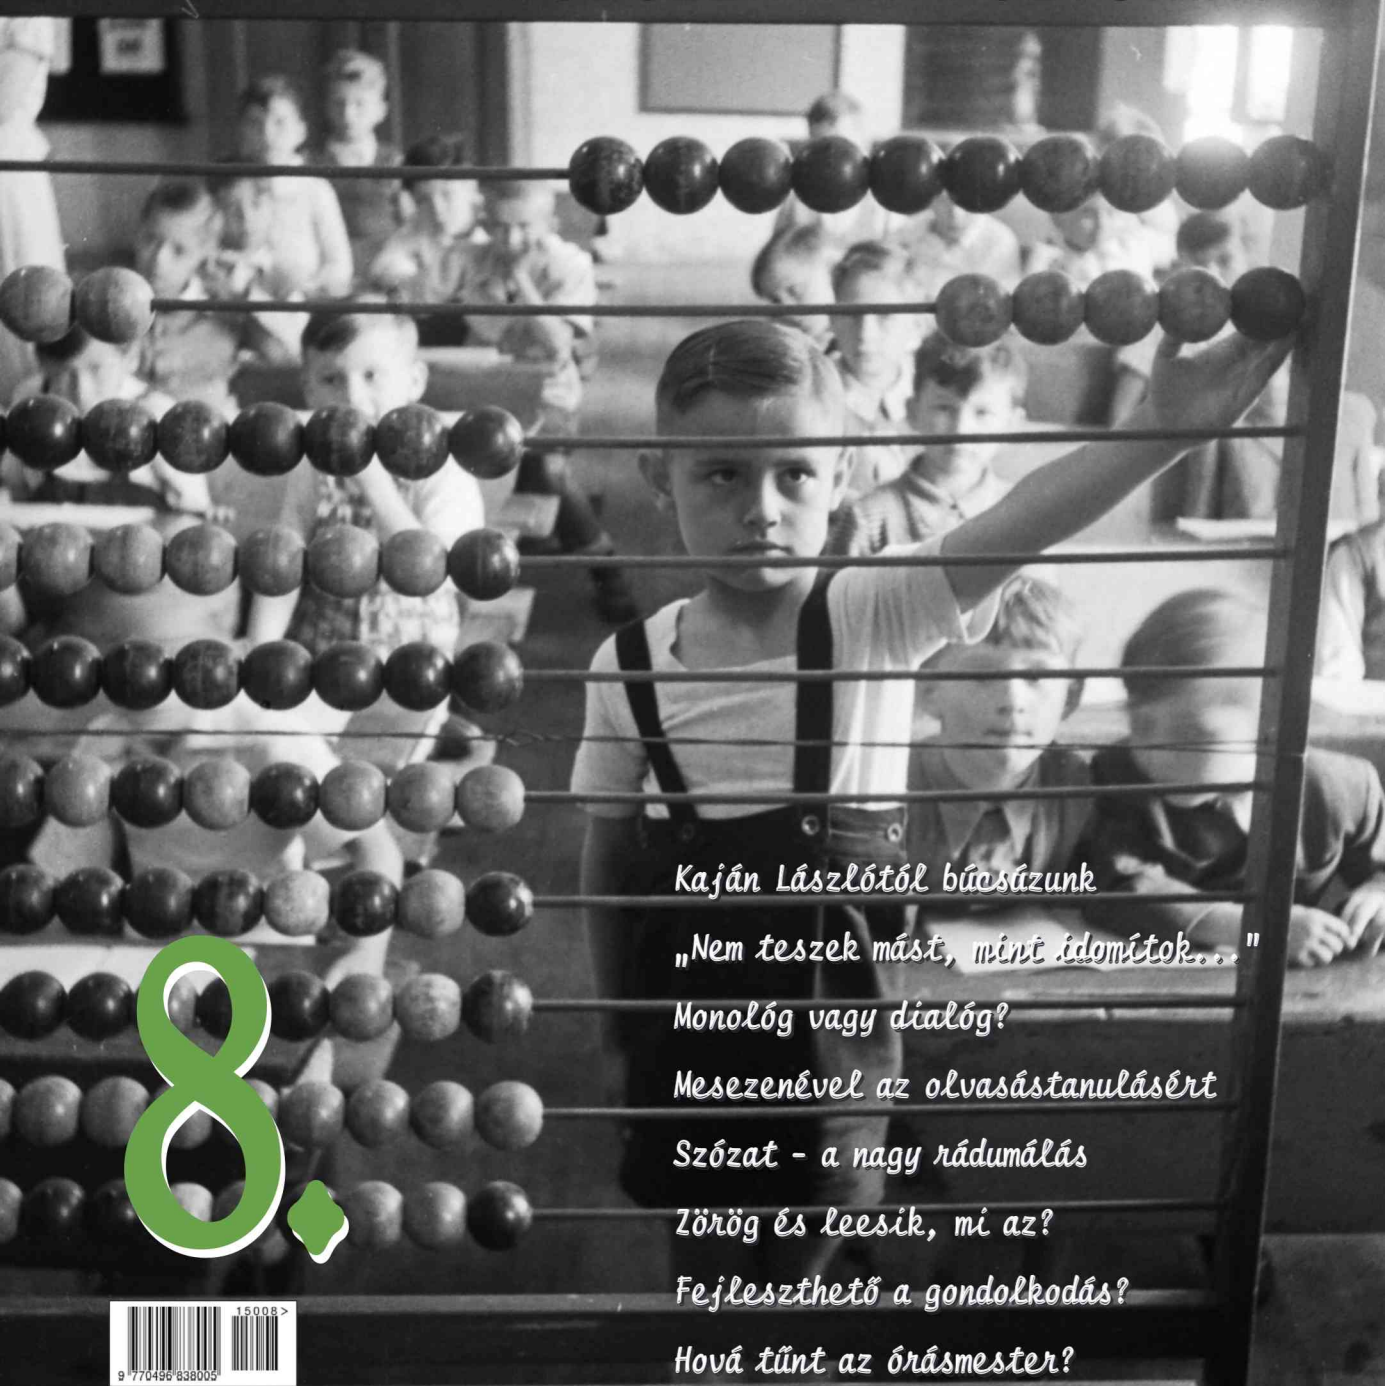 Kaján Lászlótól búcsúzunk
„Nem teszek mást, mint idomítok..."
Monológ vagy dialóg?
Mesezenével az olvasástanulásért
Szózat - a nagy rádumálás
Zörög és leesik, mi az?
Fejleszthető a gondolkodás?
Hová tűnt az órásmester?
8.
15008>
9 770496 838005